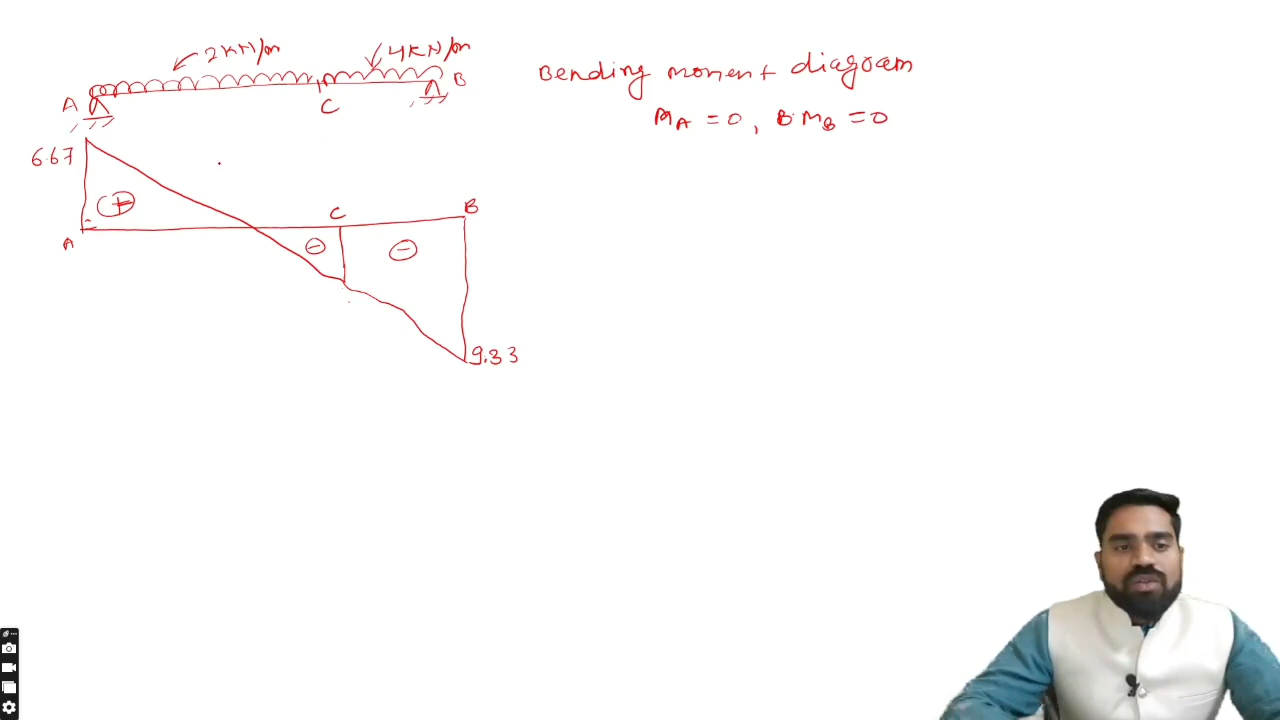 2KN/m
4KN/m
A
C
B
Bending moment diagram
MA = 0, B.MB = 0
6.67
+
A
C
B
−
−
9.33